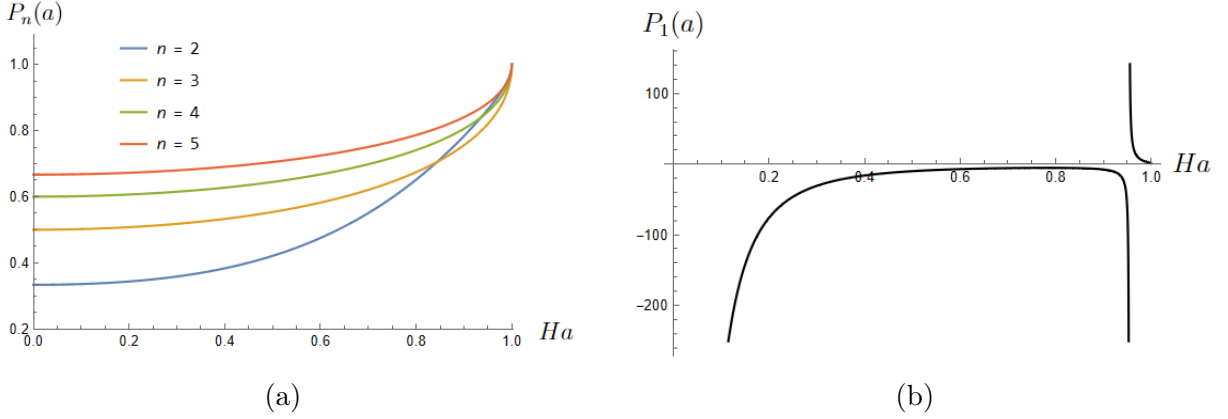 P_n(a)
n = 2
n = 3
n = 4
n = 5
1.0
0.8
0.6
0.4
0.2
0.0 0.2 0.4 0.6 0.8 1.0
Ha
(a)
P_1(a)
100
-100
-200
0.2 0.4 0.6 0.8 1.0
Ha
(b)